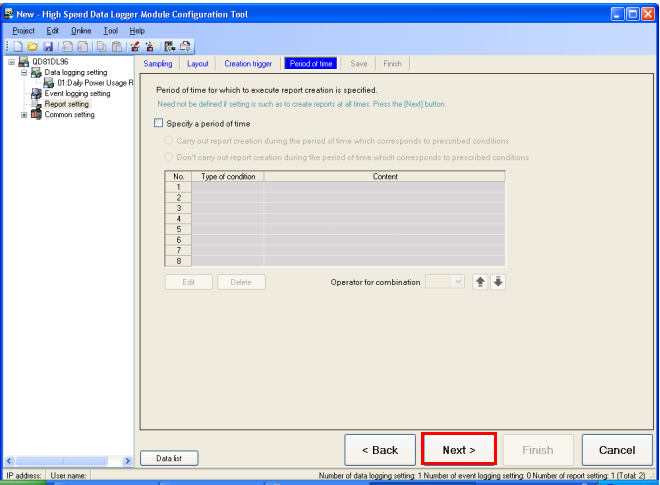 New - High Speed Data Logger Module Configuration Tool
Project Edit Online Tool Help
QD81DL96
Data logging setting
01:Daily Power Usage R
Event logging setting
Report setting
Common setting
Sampling Layout Creation trigger Period of time Save Finish
Period of time for which to execute report creation is specified.
Need not be defined if setting is such as to create reports at all times. Press the [Next] button.
Specify a period of time
Carry out report creation during the period of time which corresponds to prescribed conditions
Don't carry out report creation during the period of time which corresponds to prescribed conditions
No. Type of condition Content
1
2
3
4
5
6
7
8
Edit Delete Operator for combination
< Back Next > Finish Cancel
Data list
IP address: User name: Number of data logging setting: 1 Number of event logging setting: 0 Number of report setting: 1 (Total: 2)